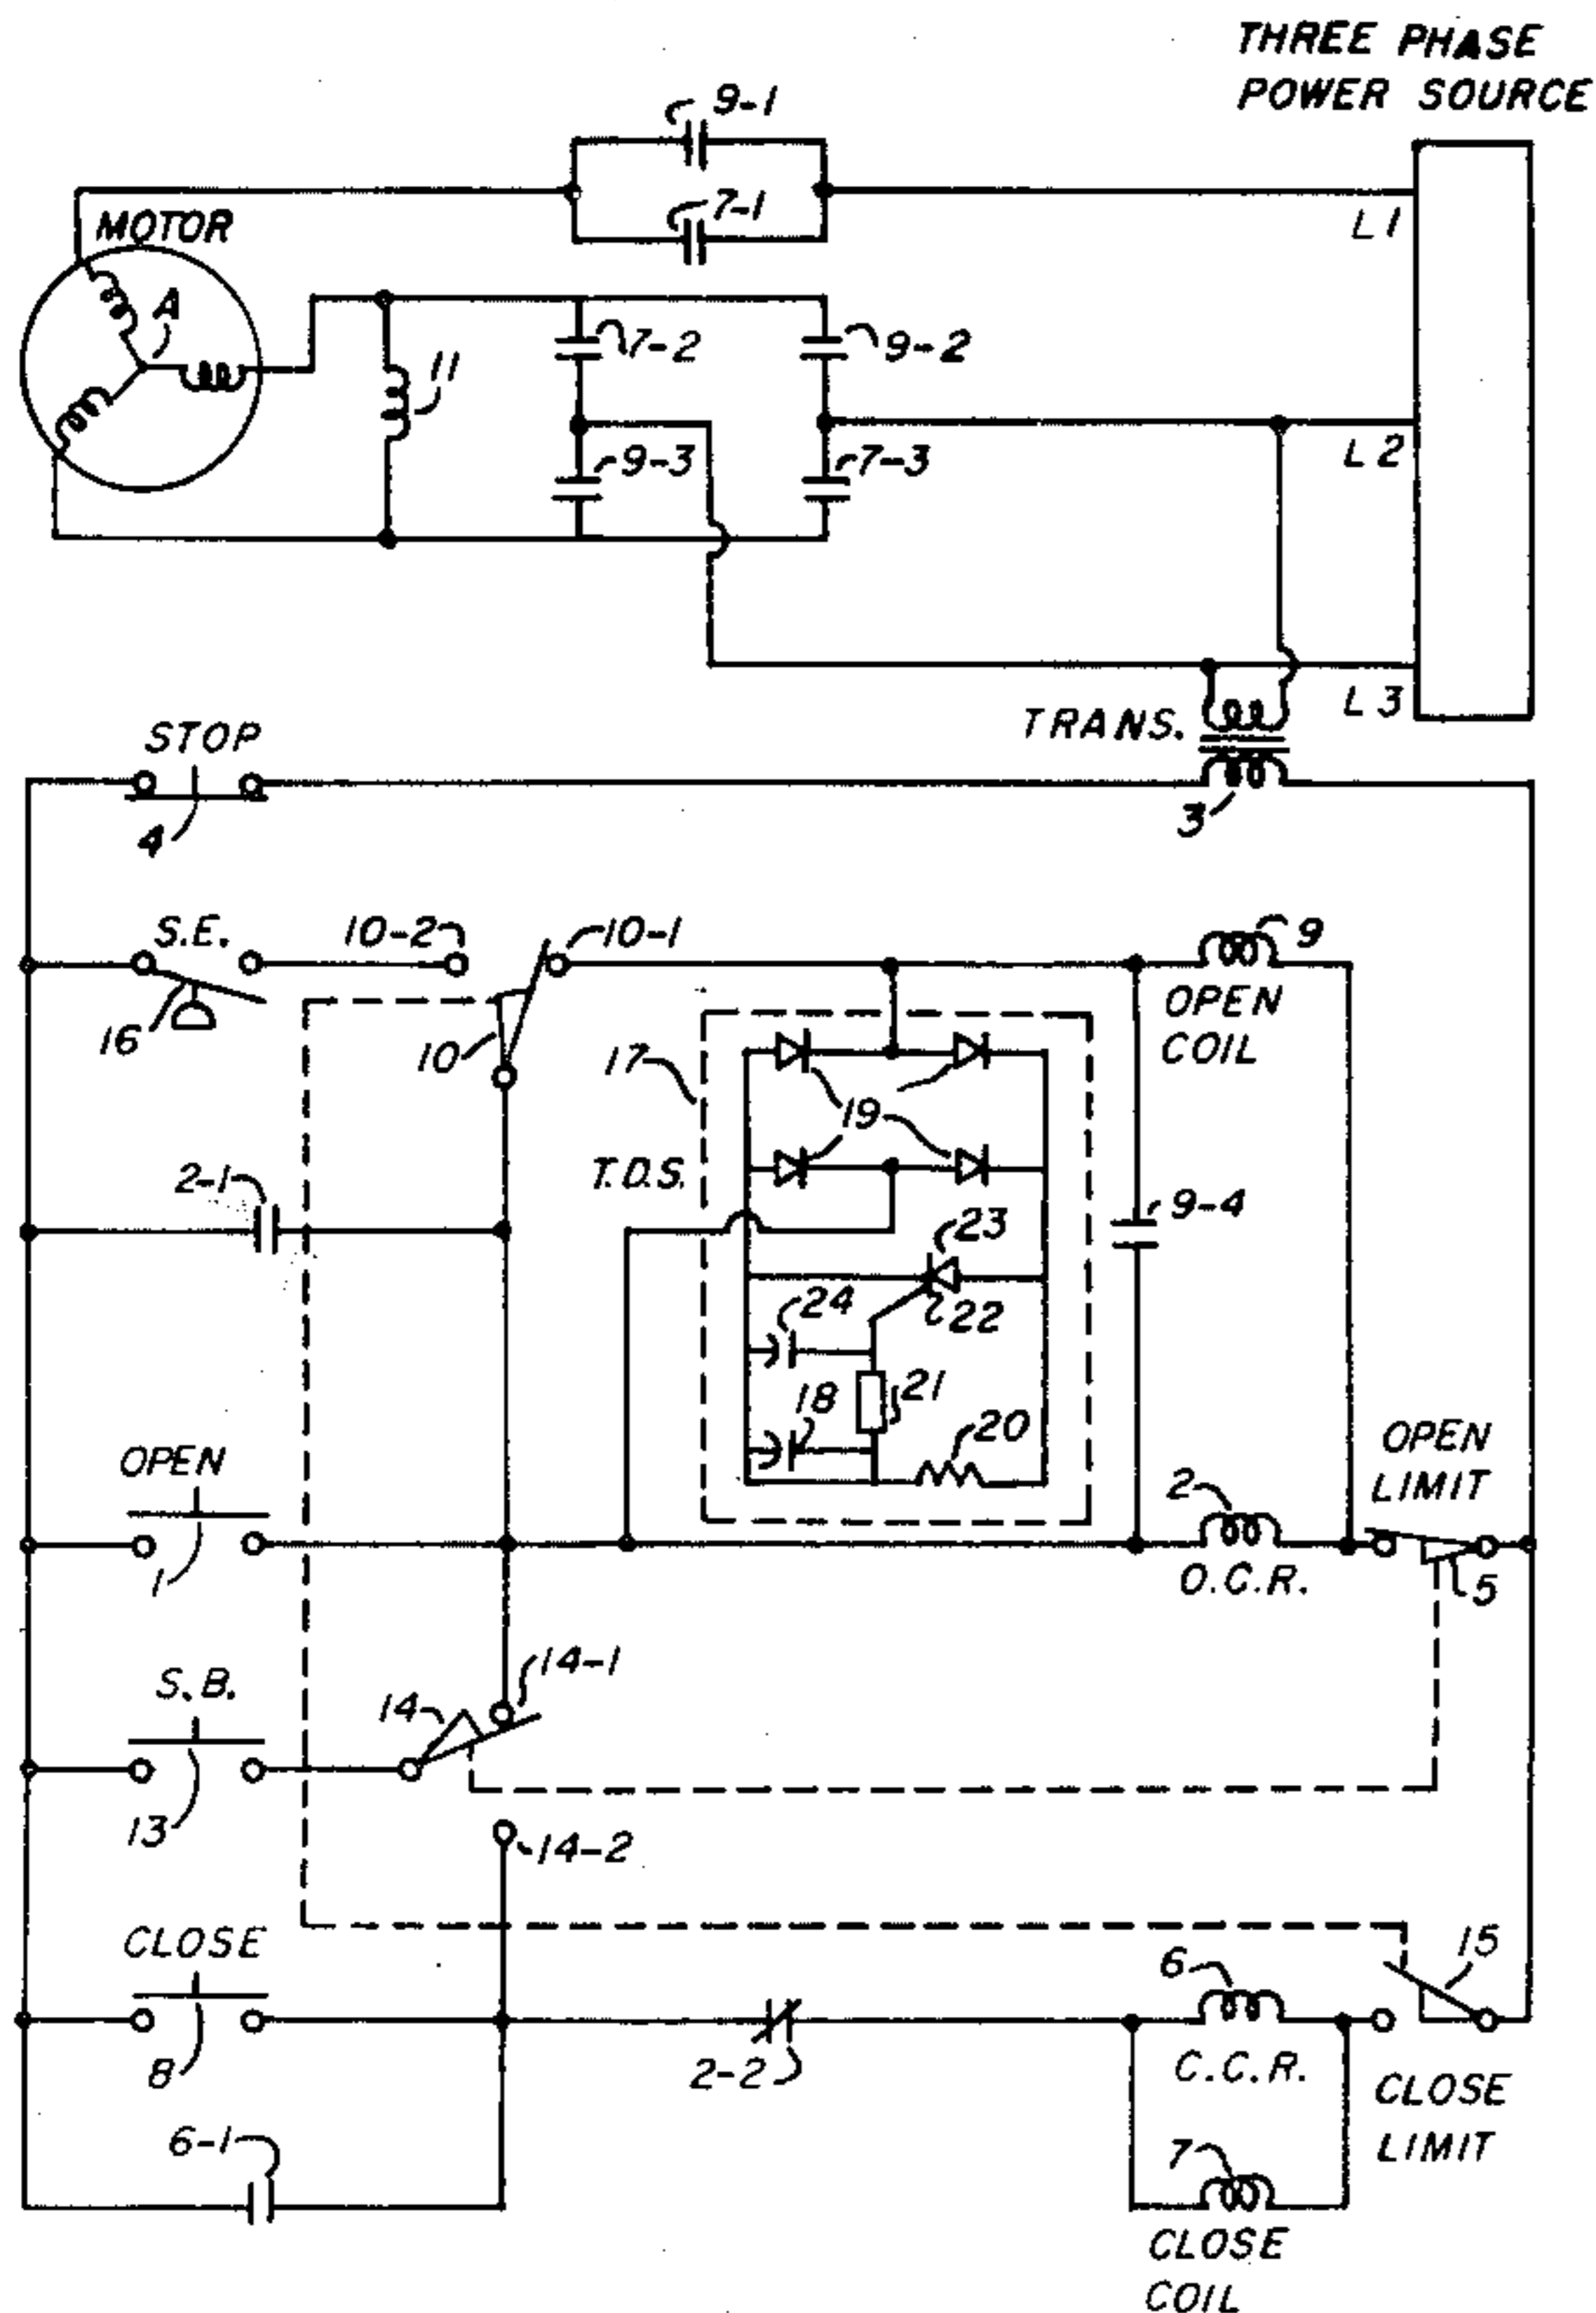 THREE PHASE
POWER SOURCE
9-1
7-1
L1
MOTOR
A
11
7-2
9-2
9-3
7-3
L2
L3
TRANS.
3
STOP
4
S.E.
16
10-2
10-1
10
9
OPEN
COIL
17
19
T.D.S.
2-1
9-4
23
22
24
18
21
20
OPEN
1
2
O.C.R.
OPEN
LIMIT
5
S.B.
13
14
14-1
14-2
CLOSE
8
2-2
6
C.C.R.
15
CLOSE
LIMIT
6-1
7
CLOSE
COIL